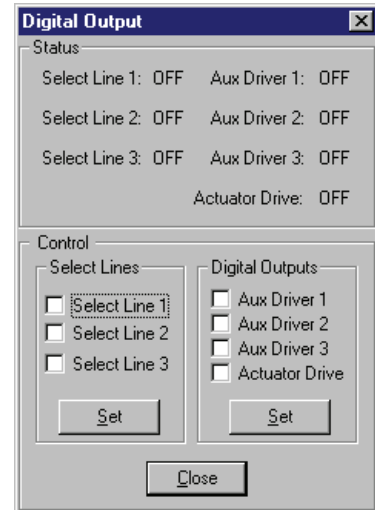 Digital Output
Status
Select Line 1: OFF Aux Driver 1: OFF
Select Line 2: OFF Aux Driver 2: OFF
Select Line 3: OFF Aux Driver 3: OFF
Actuator Drive: OFF
Control
Select Lines
Select Line 1
Select Line 2
Select Line 3
Set
Digital Outputs
Aux Driver 1
Aux Driver 2
Aux Driver 3
Actuator Drive
Set
Close